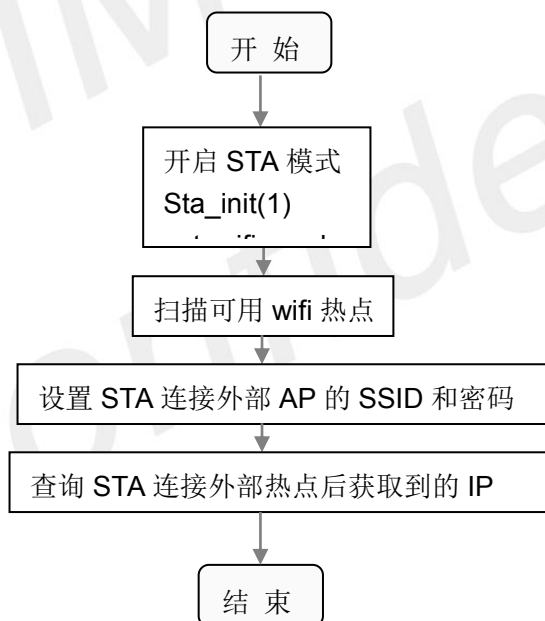 开 始
开启 STA 模式
Sta_init(1)
扫描可用 wifi 热点
设置 STA 连接外部 AP 的 SSID 和密码
查询 STA 连接外部热点后获取到的 IP
结 束